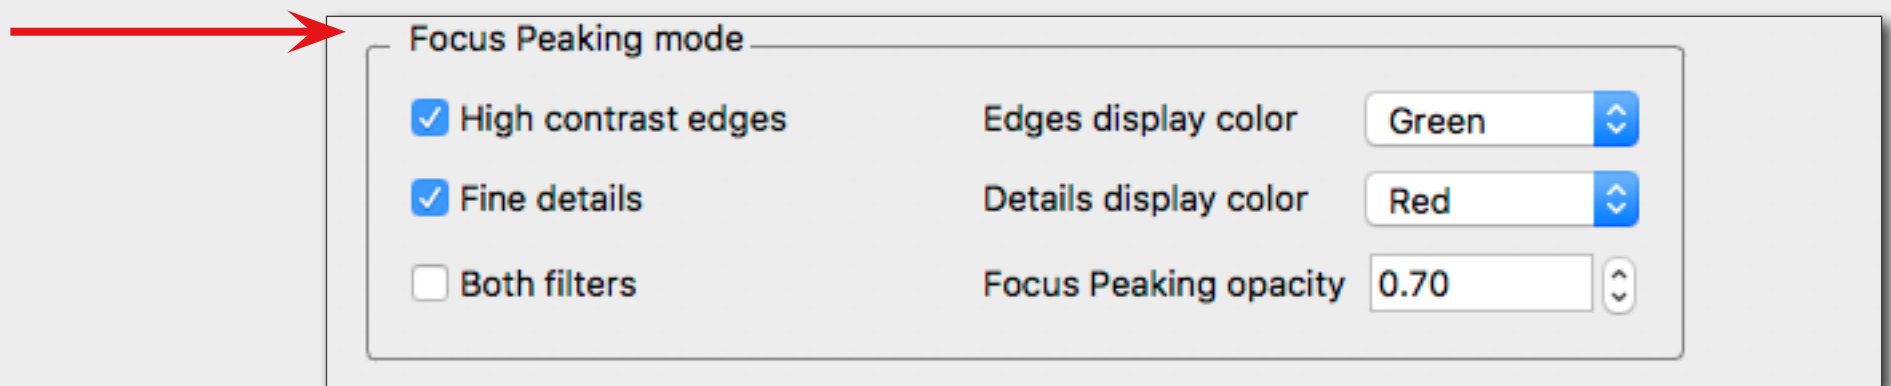 Focus Peaking mode
High contrast edges Edges display color Green
Fine details Details display color Red
Both filters Focus Peaking opacity 0.70